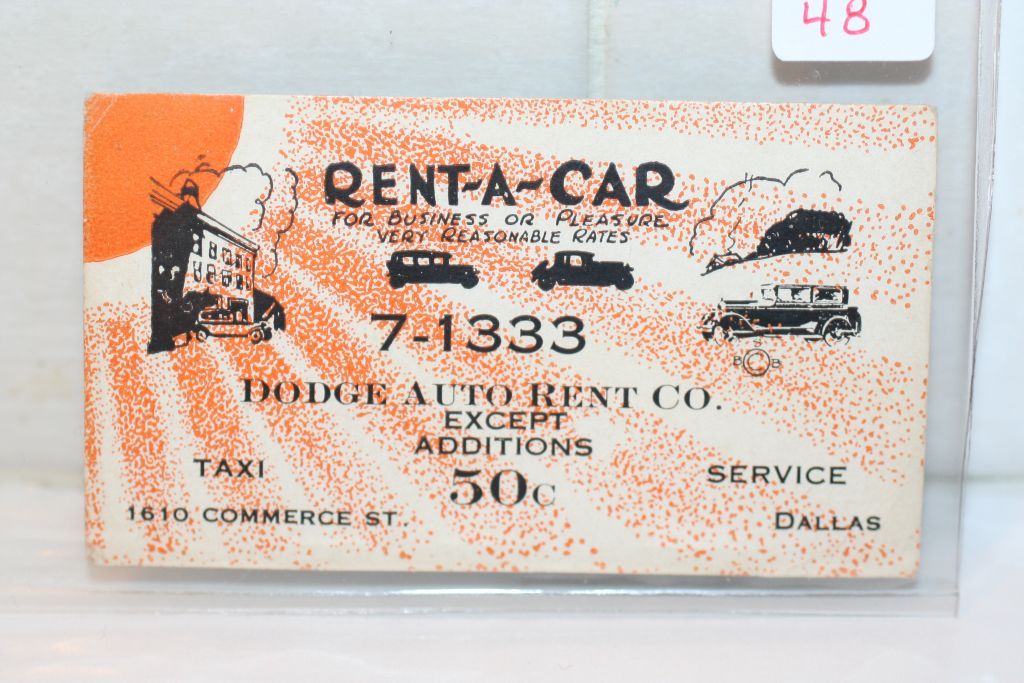 48
RENT-A-CAR
FOR BUSINESS OR PLEASURE
VERY REASONABLE RATES
7-1333
S
B B
DODGE AUTO RENT CO.
EXCEPT
ADDITIONS
TAXI 50c SERVICE
1610 COMMERCE ST. DALLAS